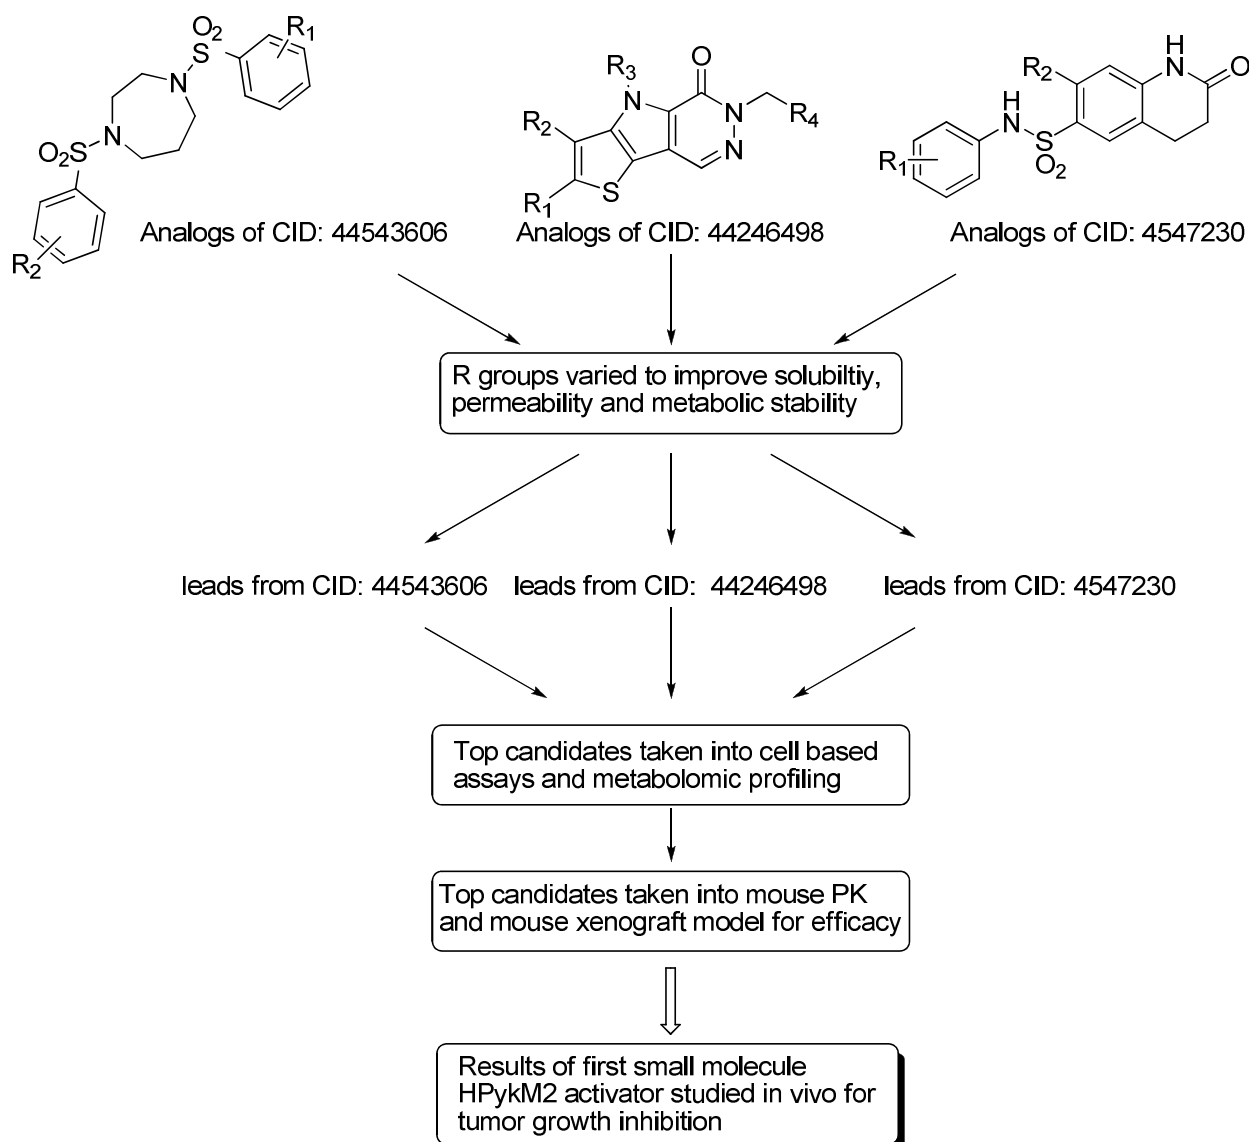 O2
S
N
N
O2S
R1
R2
R3
N
O
N
N
R2
R1
S
R4
R2
H
N
O
H
N
S
O2
R1
Analogs of CID: 44543606
Analogs of CID: 44246498
Analogs of CID: 4547230
R groups varied to improve solubiltiy,
permeability and metabolic stability
leads from CID: 44543606
leads from CID: 44246498
leads from CID: 4547230
Top candidates taken into cell based
assays and metabolomic profiling
Top candidates taken into mouse PK
and mouse xenograft model for efficacy
Results of first small molecule
HPykM2 activator studied in vivo for
tumor growth inhibition